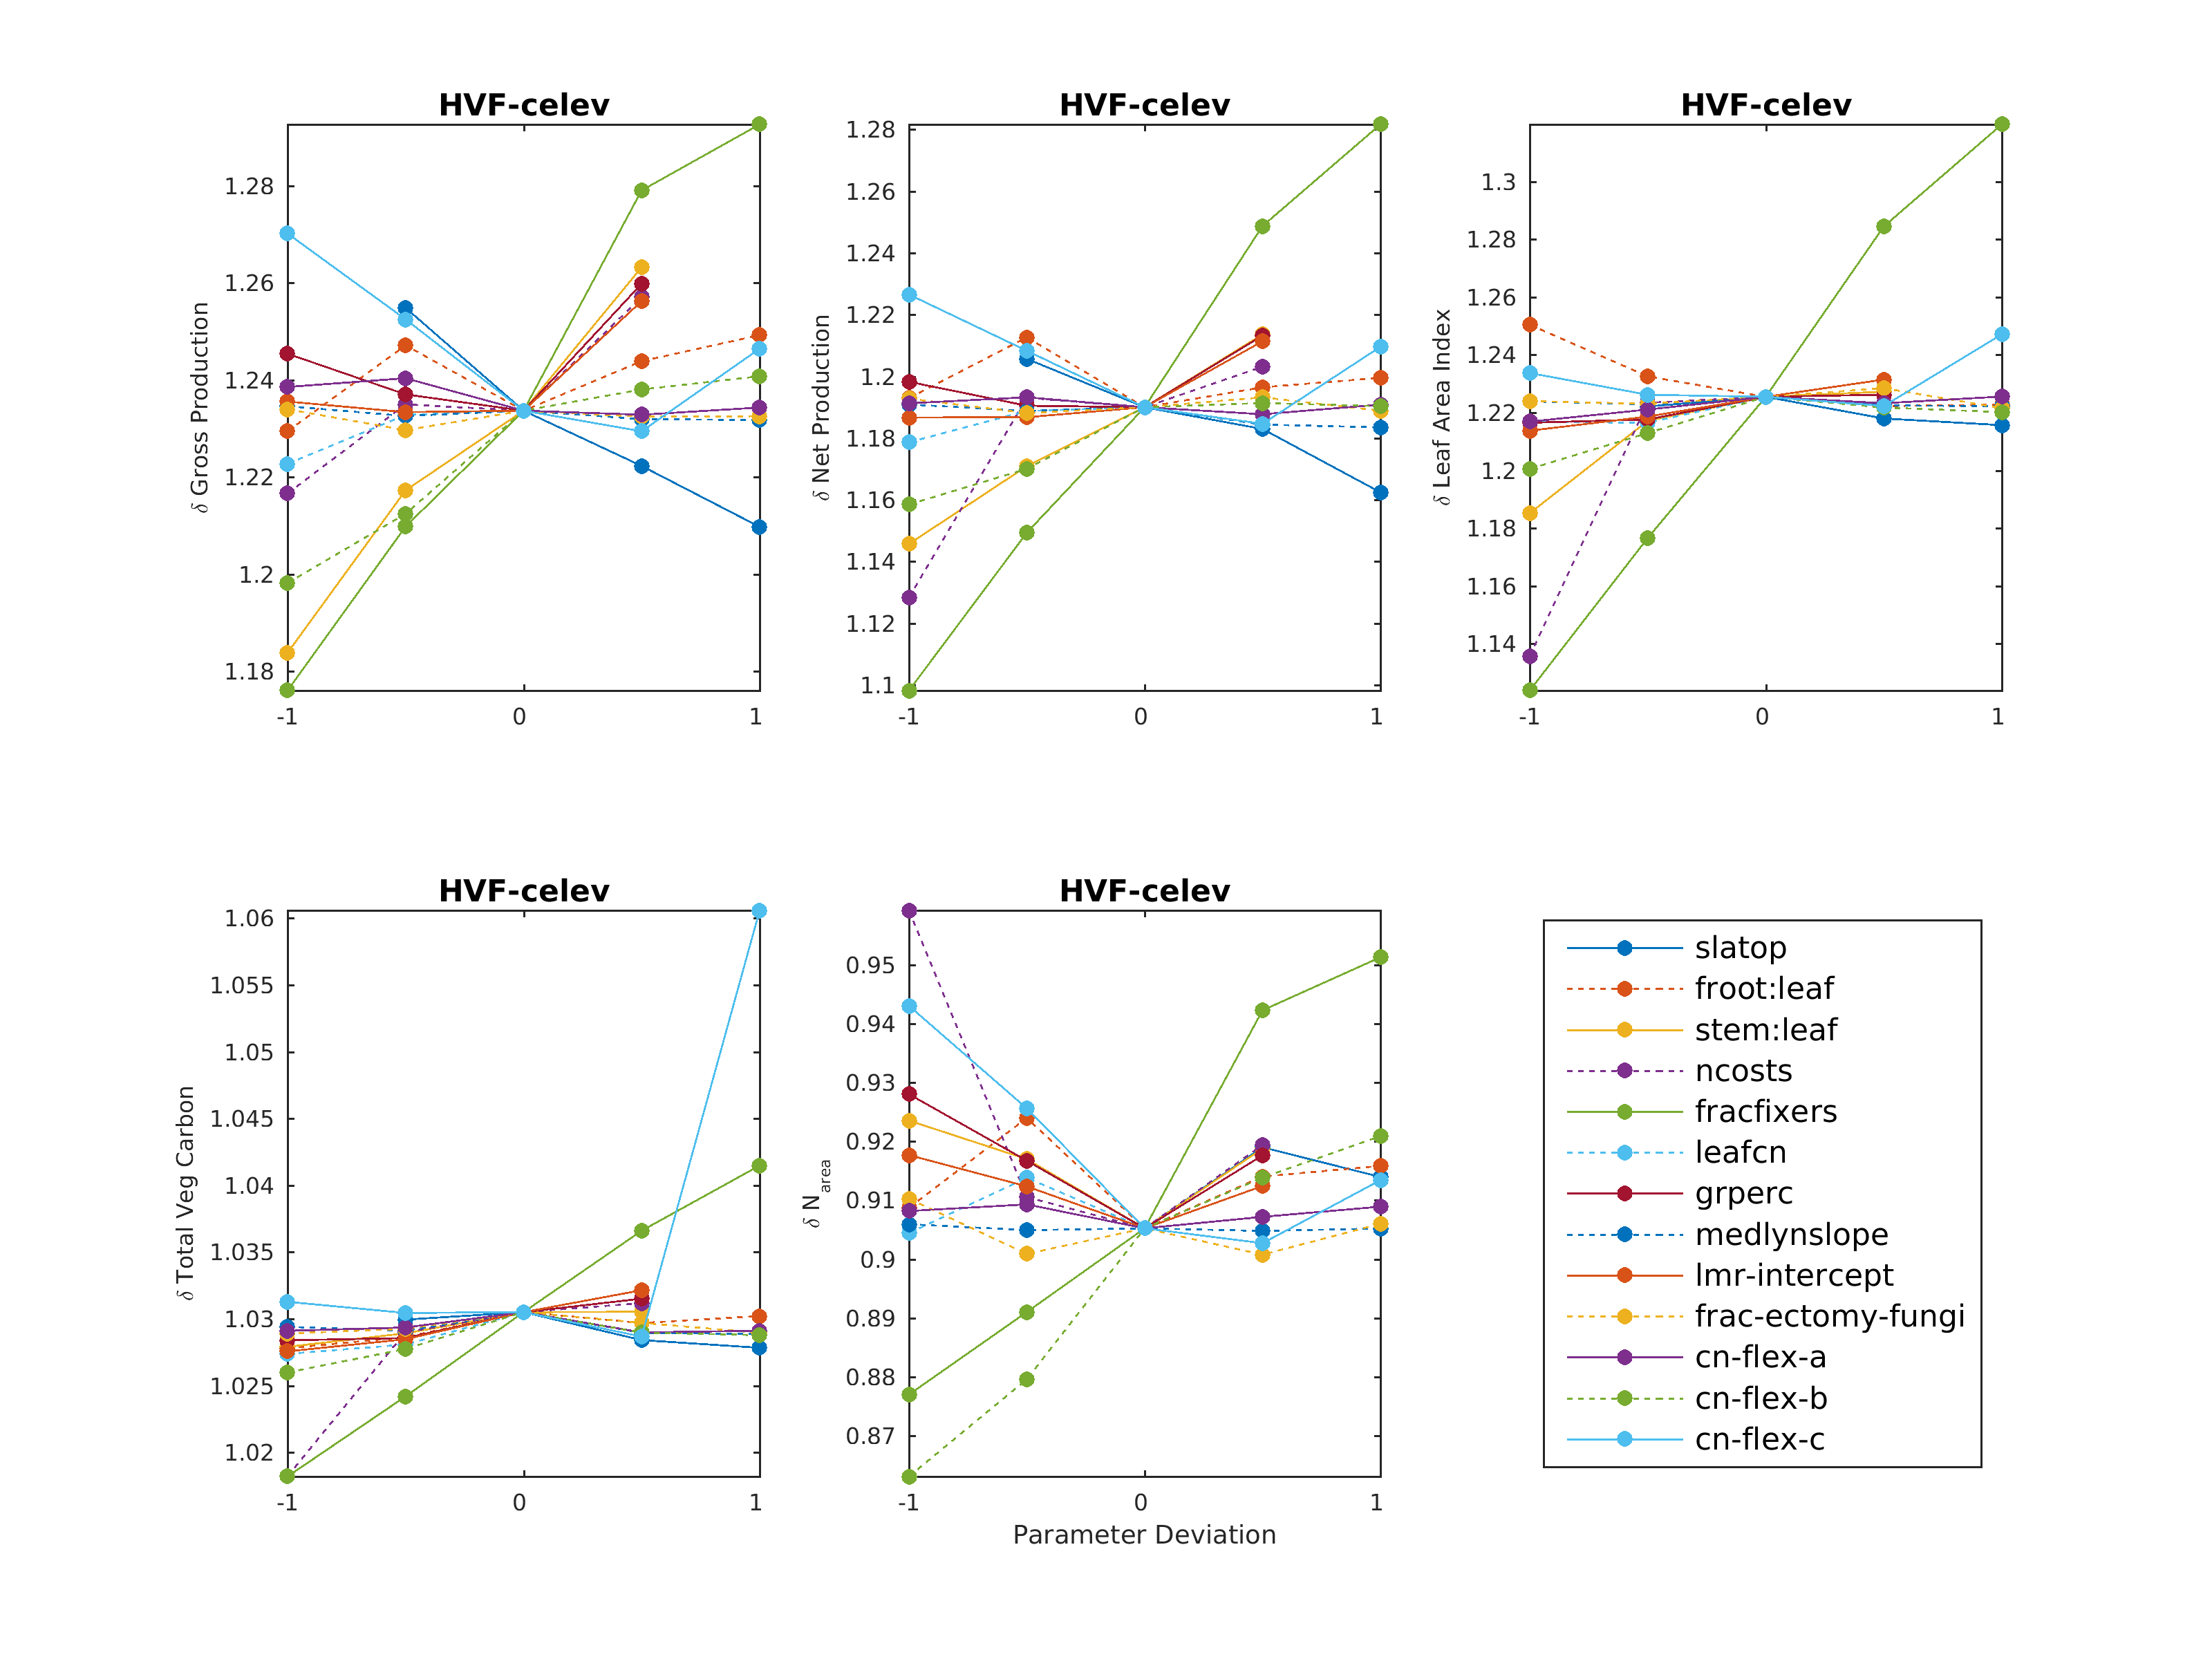 HVF-celev
HVF-celev
HVF-celev
δ Gross Production
1.28
1.26
1.24
1.22
1.2
1.18
-1
0
1
δ Net Production
1.28
1.26
1.24
1.22
1.2
1.18
1.16
1.14
1.12
1.1
-1
0
1
δ Leaf Area Index
1.3
1.28
1.26
1.24
1.22
1.2
1.18
1.16
1.14
-1
0
1
HVF-celev
HVF-celev
δ Total Veg Carbon
1.06
1.055
1.05
1.045
1.04
1.035
1.03
1.025
1.02
-1
0
1
δ N area
0.95
0.94
0.93
0.92
0.91
0.9
0.89
0.88
0.87
-1
0
1
Parameter Deviation
slatop
froot:leaf
stem:leaf
ncosts
fracfixers
leafcn
grperc
medlynslope
lmr-intercept
frac-ectomy-fungi
cn-flex-a
cn-flex-b
cn-flex-c